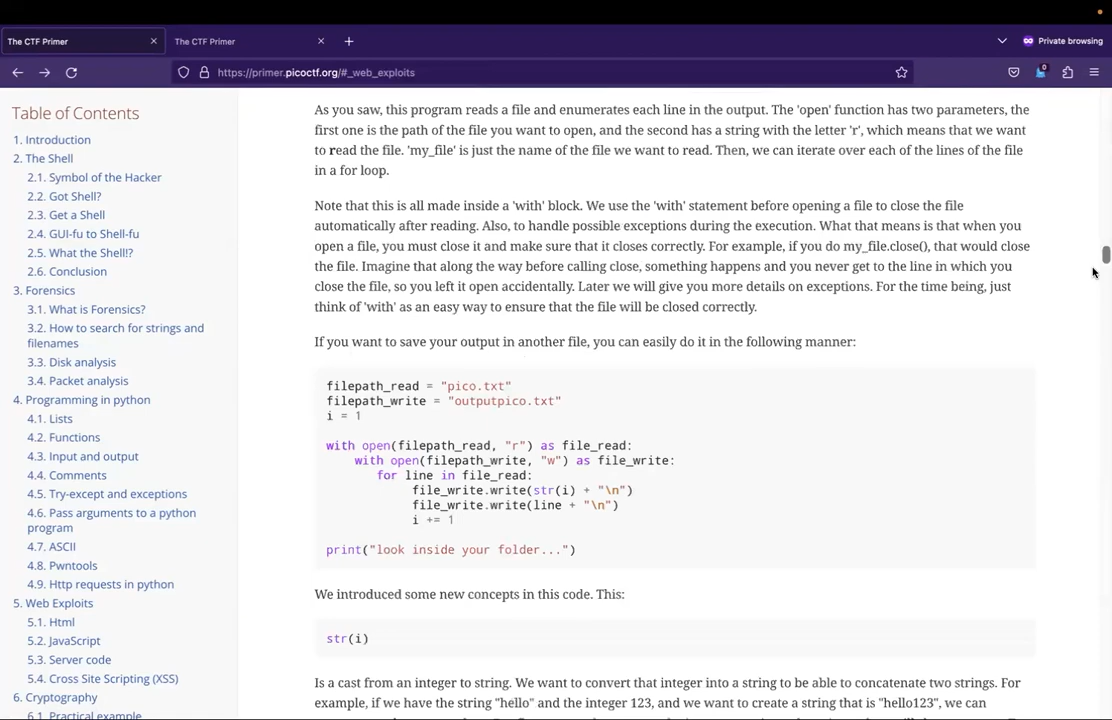 The CTF Primer
The CTF Primer
Private browsing
https://primer.picoctf.org/#_web_exploits
0
Table of Contents
1. Introduction
2. The Shell
2.1. Symbol of the Hacker
2.2. Got Shell?
2.3. Get a Shell
2.4. GUI-fu to Shell-fu
2.5. What the Shell!?
2.6. Conclusion
3. Forensics
3.1. What is Forensics?
3.2. How to search for strings and
filenames
3.3. Disk analysis
3.4. Packet analysis
4. Programming in python
4.1. Lists
4.2. Functions
4.3. Input and output
4.4. Comments
4.5. Try-except and exceptions
4.6. Pass arguments to a python
program
4.7. ASCII
4.8. Pwntools
4.9. Http requests in python
5. Web Exploits
5.1. Html
5.2. JavaScript
5.3. Server code
5.4. Cross Site Scripting (XSS)
6. Cryptography
6.1. Practical example
As you saw, this program reads a file and enumerates each line in the output. The 'open' function has two parameters, the
first one is the path of the file you want to open, and the second has a string with the letter 'r', which means that we want
to read the file. 'my_file' is just the name of the file we want to read. Then, we can iterate over each of the lines of the file
in a for loop.
Note that this is all made inside a 'with' block. We use the 'with' statement before opening a file to close the file
automatically after reading. Also, to handle possible exceptions during the execution. What that means is that when you
open a file, you must close it and make sure that it closes correctly. For example, if you do my_file.close(), that would close
the file. Imagine that along the way before calling close, something happens and you never get to the line in which you
close the file, so you left it open accidentally. Later we will give you more details on exceptions. For the time being, just
think of 'with' as an easy way to ensure that the file will be closed correctly.
If you want to save your output in another file, you can easily do it in the following manner:
filepath_read = "pico.txt"
filepath_write = "outputpico.txt"
i = 1
with open(filepath_read, "r") as file_read:
with open(filepath_write, "w") as file_write:
for line in file_read:
file_write.write(str(i) + "\n")
file_write.write(line + "\n")
i += 1
print("look inside your folder...")
We introduced some new concepts in this code. This:
str(i)
Is a cast from an integer to string. We want to convert that integer into a string to be able to concatenate two strings. For
example, if we have the string "hello" and the integer 123, and we want to create a string that is "hello123", we can